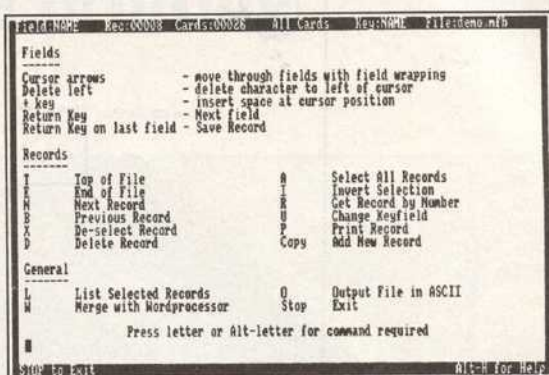 Field:NAME Rec:00008 Cards:00026 All Cards Key:NAME File:demo.mfb
Fields
-------
Cursor arrows - move through fields with field wrapping
Delete left - delete character to left of cursor
+ key - insert space at cursor position
Return Key - Next field
Return Key on last field - Save Record
Records
--------
T Top of File A Select All Records
E End of File I Invert Selection
N Next Record R Get Record by Number
B Previous Record U Change Keyfield
X De-select Record P Print Record
D Delete Record Copy Add New Record
General
--------
L List Selected Records O Output File in ASCII
W Merge with Wordprocessor Stop Exit
Press letter or Alt-letter for command required
STOP to Exit Alt-H for Help